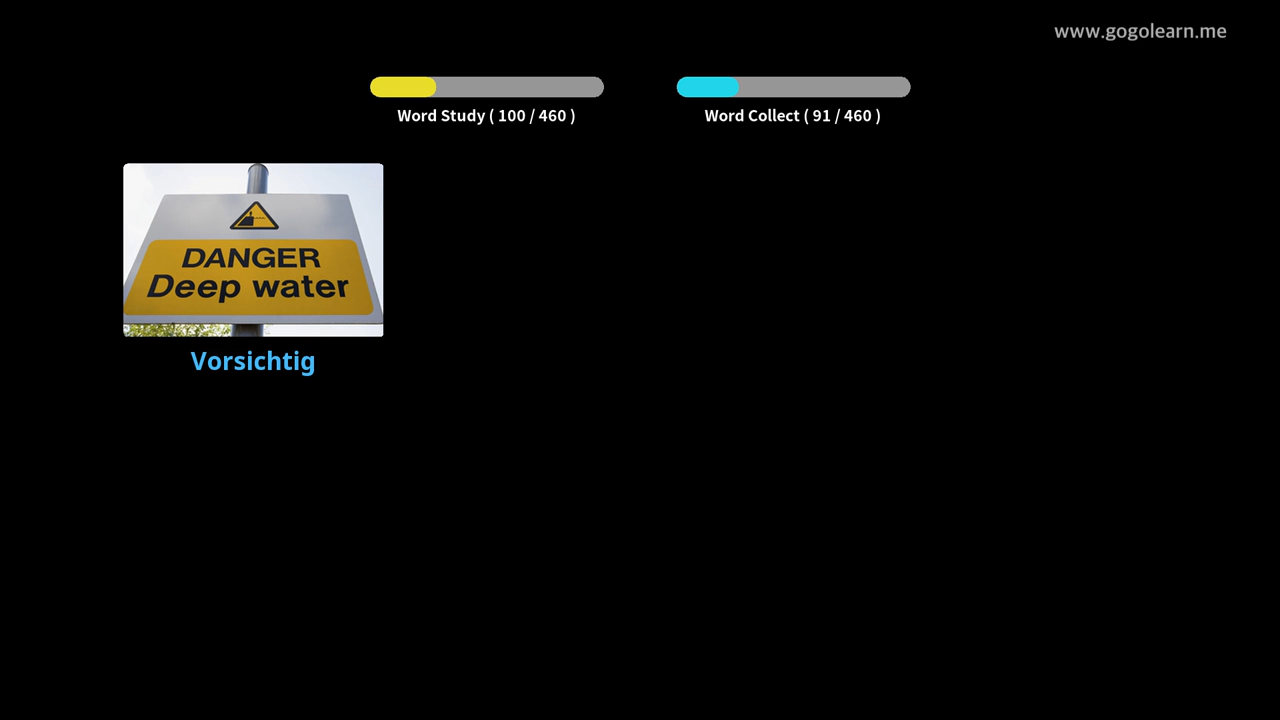 www.gogolearn.me
Word Study ( 100 / 460 )
Word Collect ( 91 / 460 )
DANGER
Deep water
Vorsichtig